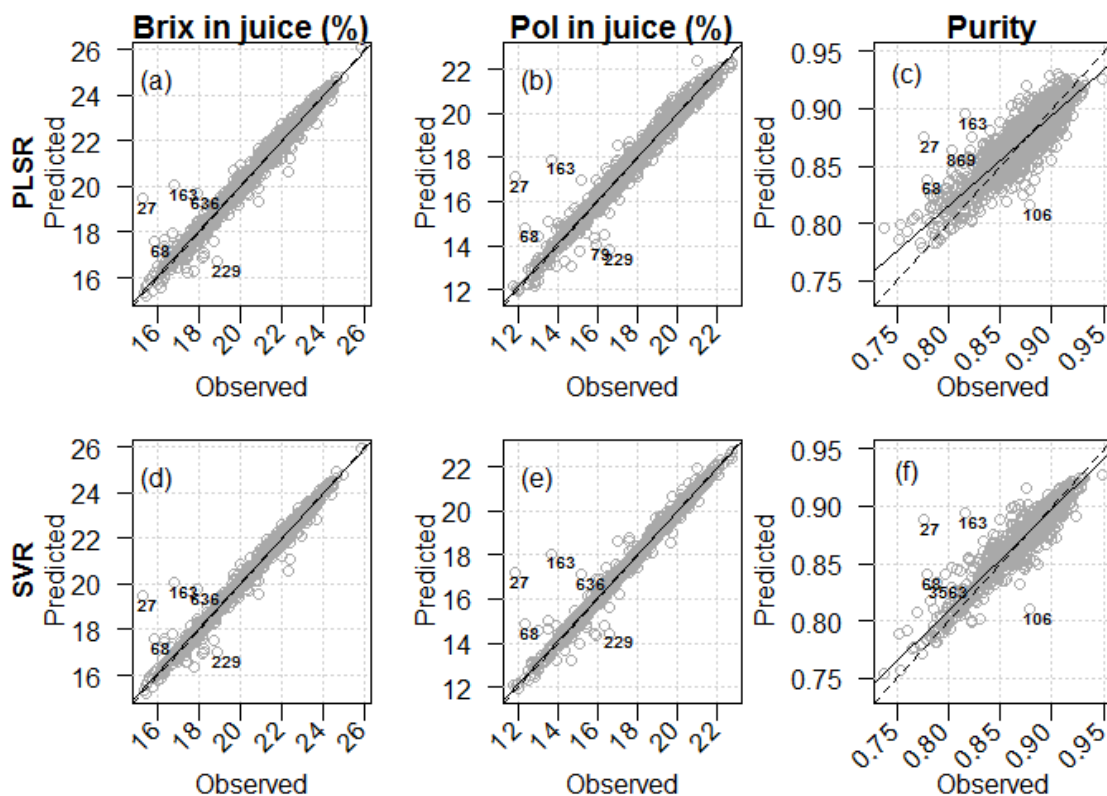 Brix in juice (%) Pol in juice (%) Purity
PLSR
Predicted
26
24
22
20
18
16
(a)
163
27
636
68
229
16 18 20 22 24 26
Observed
Predicted
22
20
18
16
14
12
(b)
163
27
68
79
229
12 14 16 18 20 22
Observed
Predicted
0.95
0.90
0.85
0.80
0.75
(c)
163
27
869
68
106
0.75 0.80 0.85 0.90 0.95
Observed
SVR
Predicted
26
24
22
20
18
16
(d)
163
27
636
68
229
16 18 20 22 24 26
Observed
Predicted
22
20
18
16
14
12
(e)
163
27
636
68
229
12 14 16 18 20 22
Observed
Predicted
0.95
0.90
0.85
0.80
0.75
(f)
27
163
68
3563
106
0.75 0.80 0.85 0.90 0.95
Observed